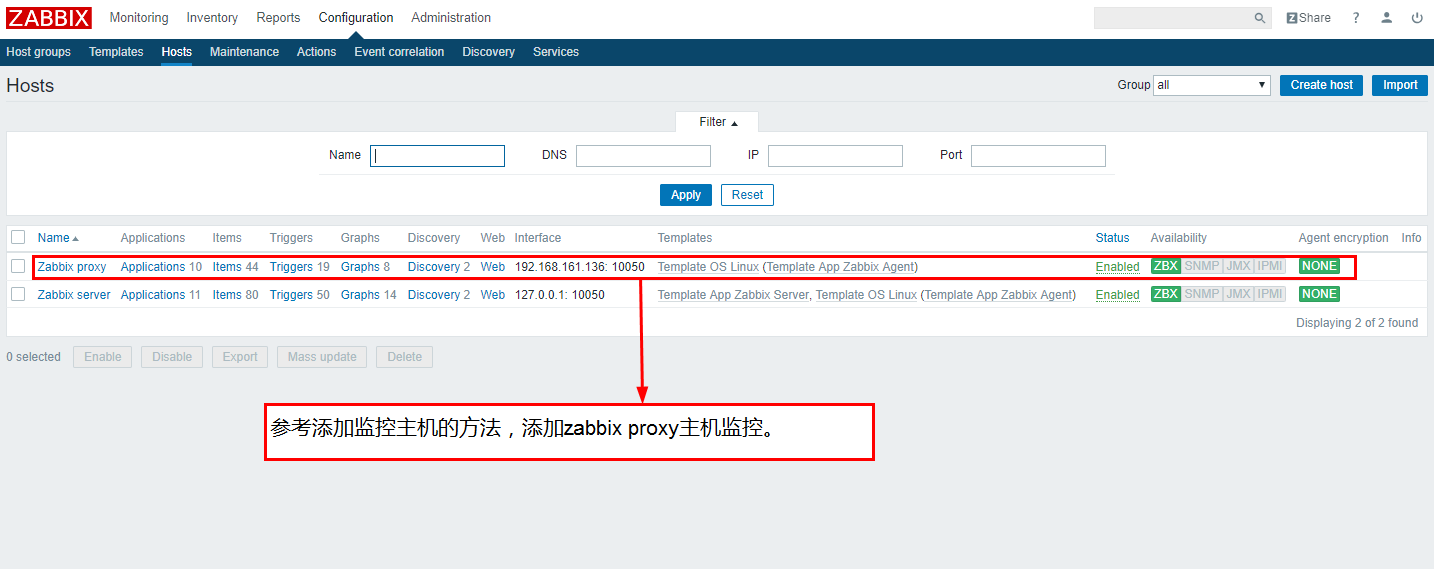 ZABBIX Monitoring Inventory Reports Configuration Administration Z Share ?
Host groups Templates Hosts Maintenance Actions Event correlation Discovery Services
Hosts Group all Create host Import
Filter
Name DNS IP Port
Apply Reset
Name Applications Items Triggers Graphs Discovery Web Interface Templates Status Availability Agent encryption Info
Zabbix proxy Applications 10 Items 44 Triggers 19 Graphs 8 Discovery 2 Web 192.168.161.136: 10050 Template OS Linux (Template App Zabbix Agent) Enabled ZBX SNMP JMX IPMI NONE
Zabbix server Applications 11 Items 80 Triggers 50 Graphs 14 Discovery 2 Web 127.0.0.1: 10050 Template App Zabbix Server, Template OS Linux (Template App Zabbix Agent) Enabled ZBX SNMP JMX IPMI NONE
Displaying 2 of 2 found
0 selected Enable Disable Export Mass update Delete
参考添加监控主机的方法，添加zabbix proxy主机监控。